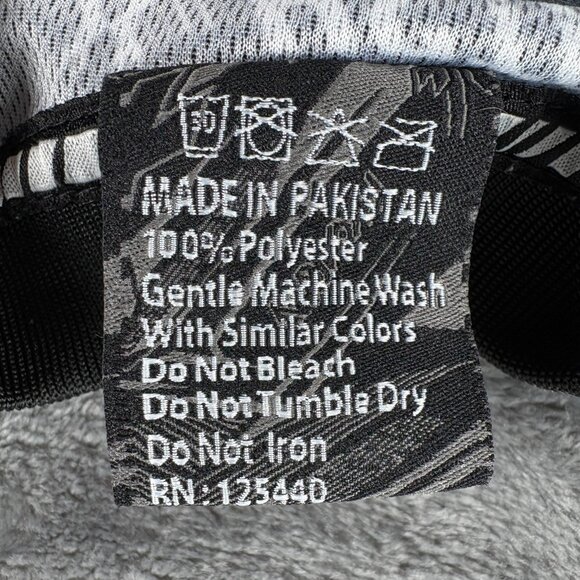 30
MADE IN PAKISTAN
100% Polyester
Gentle Machine Wash
With Similar Colors
Do Not Bleach
Do Not Tumble Dry
Do Not Iron
RN: 125440